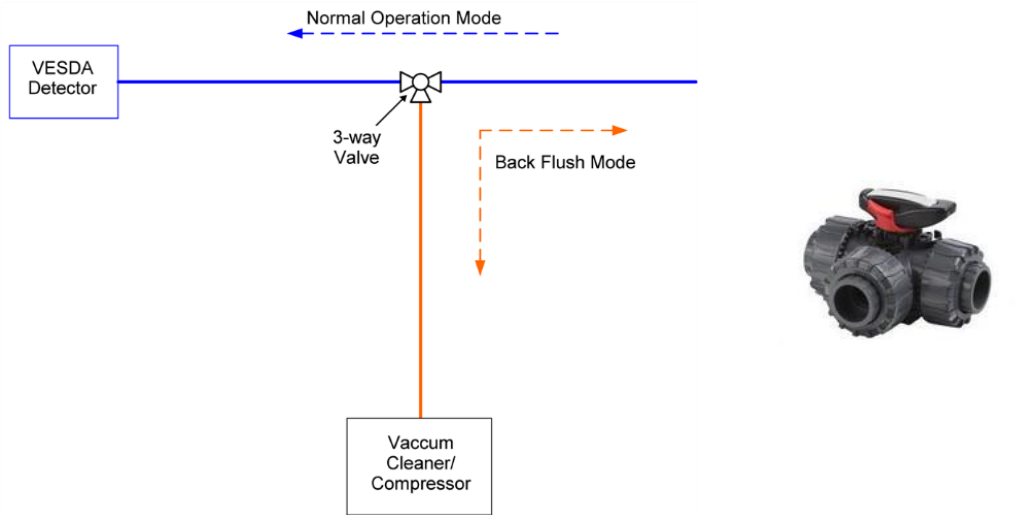 Normal Operation Mode
VESDA
Detector
3-way
Valve
Back Flush Mode
Vaccum
Cleaner/
Compressor